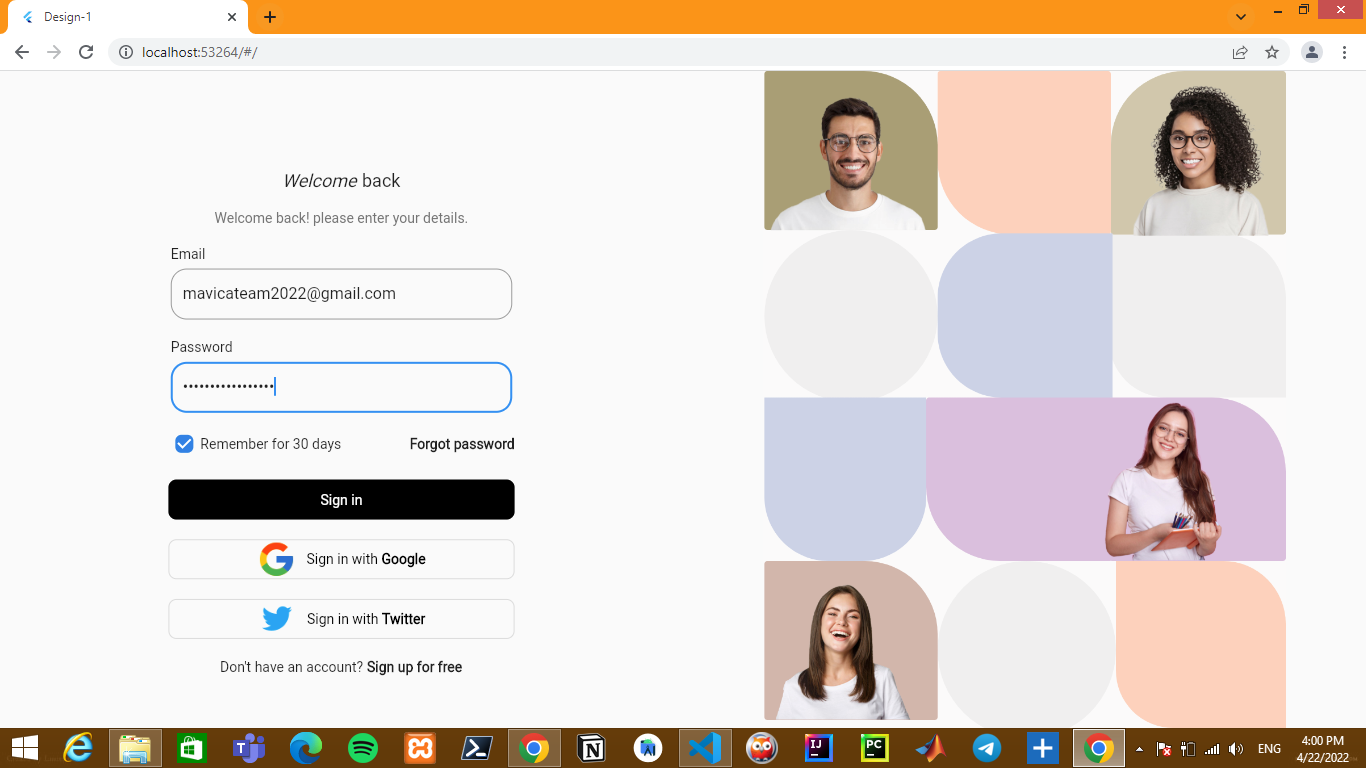 Design-1
localhost:53264/#/
Welcome back
Welcome back! please enter your details.
Email
mavicateam2022@gmail.com
Password
•••••••••••••••••
Remember for 30 days
Forgot password
Sign in
Sign in with Google
Sign in with Twitter
Don't have an account? Sign up for free
IJ
PC
ENG
4:00 PM
4/22/2022